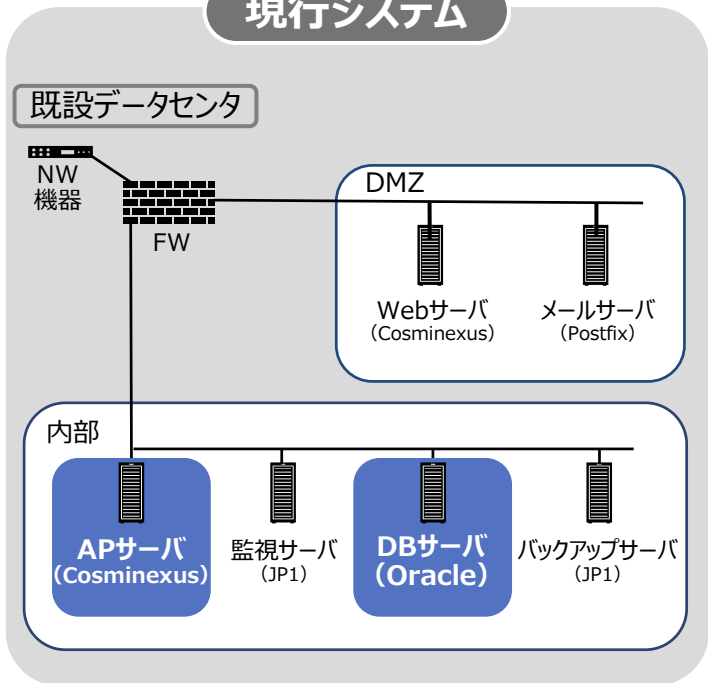 現行システム
既設データセンタ
NW
機器
FW
DMZ
Webサーバ
（Cosminexus）
メールサーバ
（Postfix）
内部
APサーバ
（Cosminexus）
監視サーバ
（JP1）
DBサーバ
（Oracle）
バックアップサーバ
（JP1）